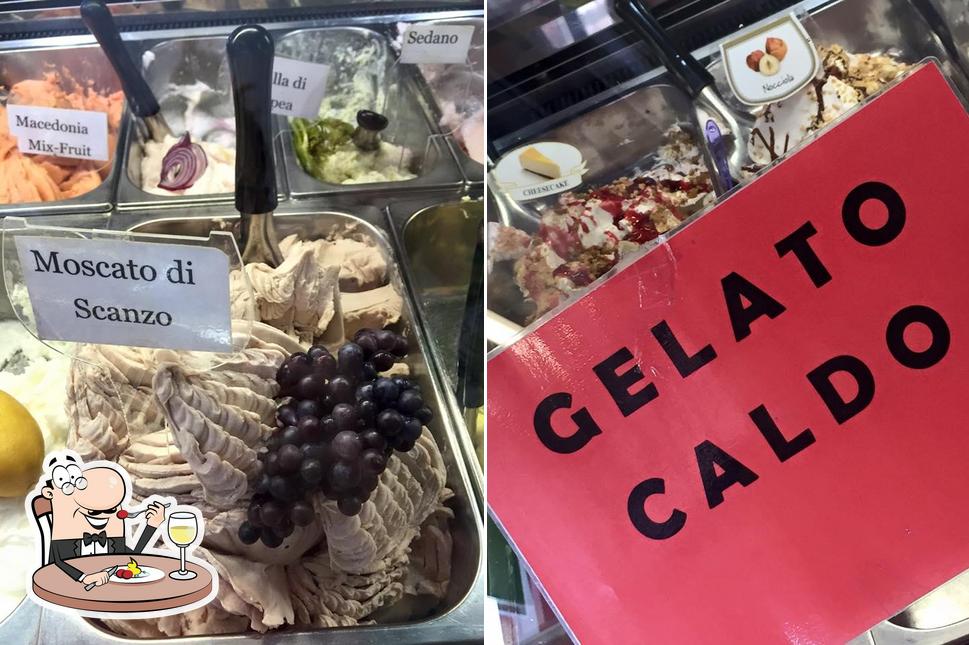 Sedano
lla di
pea
Macedonia
Mix-Fruit
Moscato di
Scanzo
Nocciola
CHEESECAKE
GELATO
CALDO